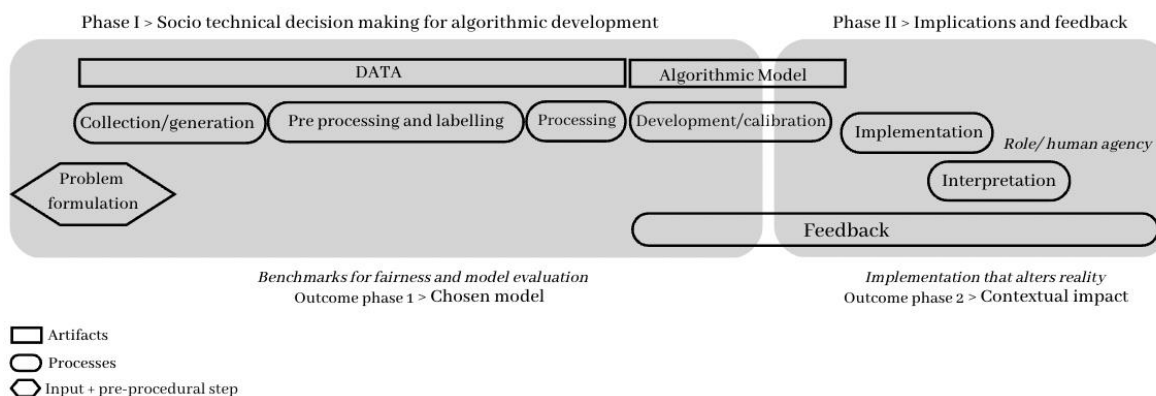 Phase I > Socio technical decision making for algorithmic development
Phase II > Implications and feedback
DATA
Algorithmic Model
Collection/generation
Pre processing and labelling
Processing
Development/calibration
Implementation
Role/ human agency
Problem
formulation
Interpretation
Feedback
Benchmarks for fairness and model evaluation
Outcome phase 1 > Chosen model
Implementation that alters reality
Outcome phase 2 > Contextual impact
Artifacts
Processes
Input + pre-procedural step